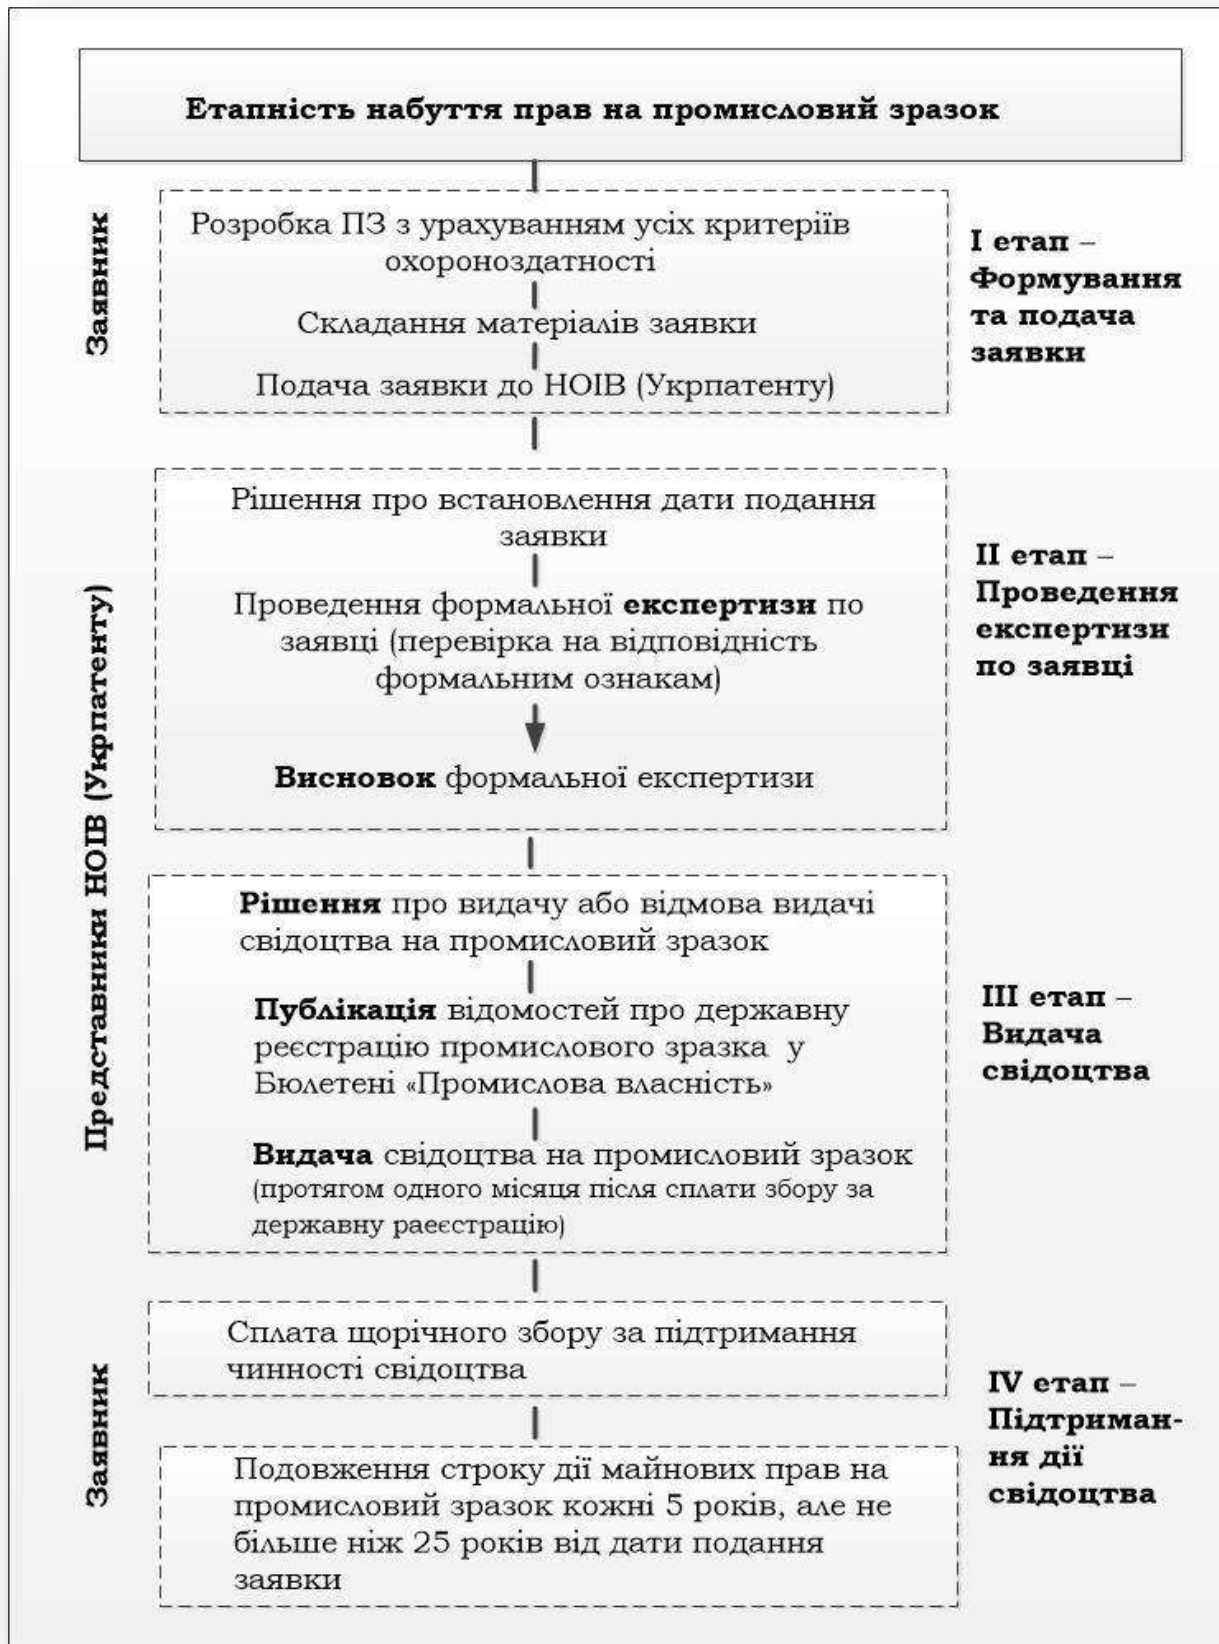 Етапність набуття прав на промисловий зразок
Заявник
Розробка ПЗ з урахуванням усіх критеріїв
охороноздатності
Складання матеріалів заявки
Подача заявки до НОІВ (Укрпатенту)
І етап –
Формування
та подача
заявки
Представники НОІВ (Укрпатенту)
Рішення про встановлення дати подання
заявки
Проведення формальної експертизи по
заявці (перевірка на відповідність
формальним ознакам)
Висновок формальної експертизи
ІІ етап –
Проведення
експертизи
по заявці
Рішення про видачу або відмова видачі
свідоцтва на промисловий зразок
Публікація відомостей про державну
реєстрацію промислового зразка у
Бюлетені «Промислова власність»
Видача свідоцтва на промисловий зразок
(протягом одного місяця після сплати збору за
державну раеєстрацію)
ІІІ етап –
Видача
свідоцтва
Заявник
Сплата щорічного збору за підтримання
чинності свідоцтва
Подовження строку дії майнових прав на
промисловий зразок кожні 5 років, але не
більше ніж 25 років від дати подання
заявки
IV етап –
Підтриман-
ня дії
свідоцтва